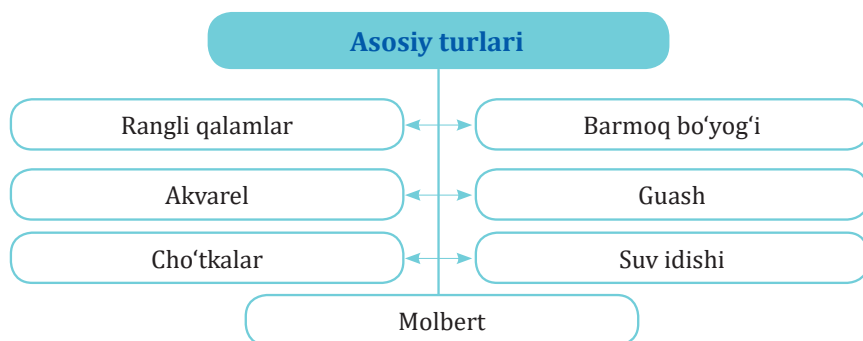 Asosiy turlari
Rangli qalamlar
Barmoq bo‘yog‘i
Akvarel
Guash
Cho‘tkalar
Suv idishi
Molbert